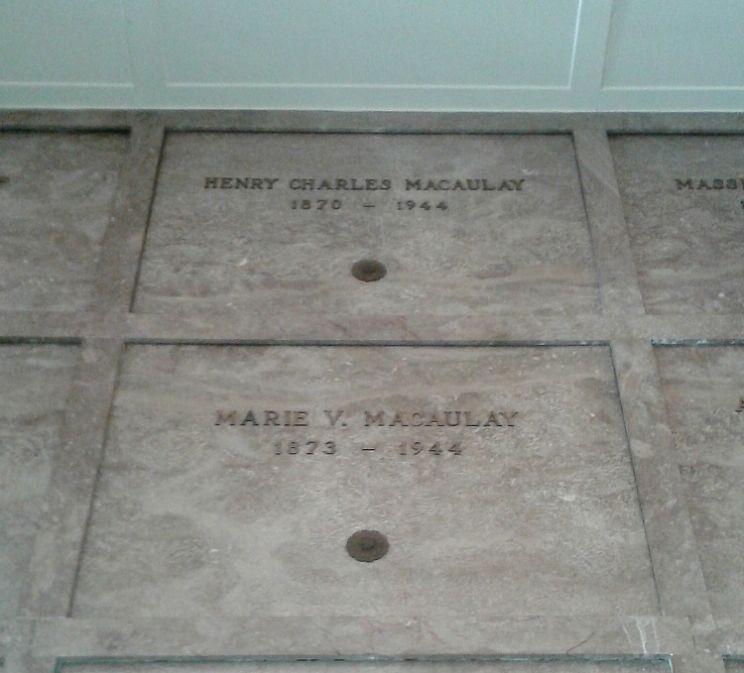 HENRY CHARLES MACAULAY
1870 – 1944
MARIE V. MACAULAY
1873 – 1944